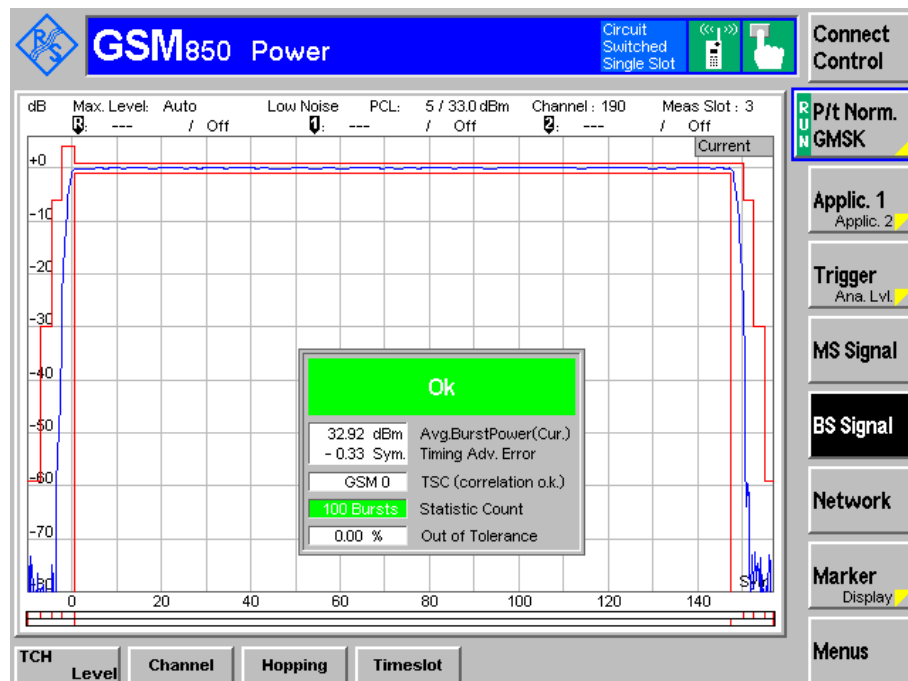 R&S
GSM850 Power
Circuit
Switched
Single Slot
Connect
Control
dB Max. Level: Auto Low Noise PCL: 5 / 33.0 dBm Channel : 190 Meas Slot : 3
R: --- / Off 1: --- / Off 2: --- / Off
RUN
P/t Norm.
GMSK
Current
+0
-10
-20
-30
-40
-50
-60
-70
-80
Ok
32.92 dBm Avg.BurstPower(Cur.)
- 0.33 Sym. Timing Adv. Error
GSM 0 TSC (correlation o.k.)
100 Bursts Statistic Count
0.00 % Out of Tolerance
0 20 40 60 80 100 120 140
Applic. 1
Applic. 2
Trigger
Ana. Lvl.
MS Signal
BS Signal
Network
Marker
Display
Menus
TCH
Level
Channel
Hopping
Timeslot